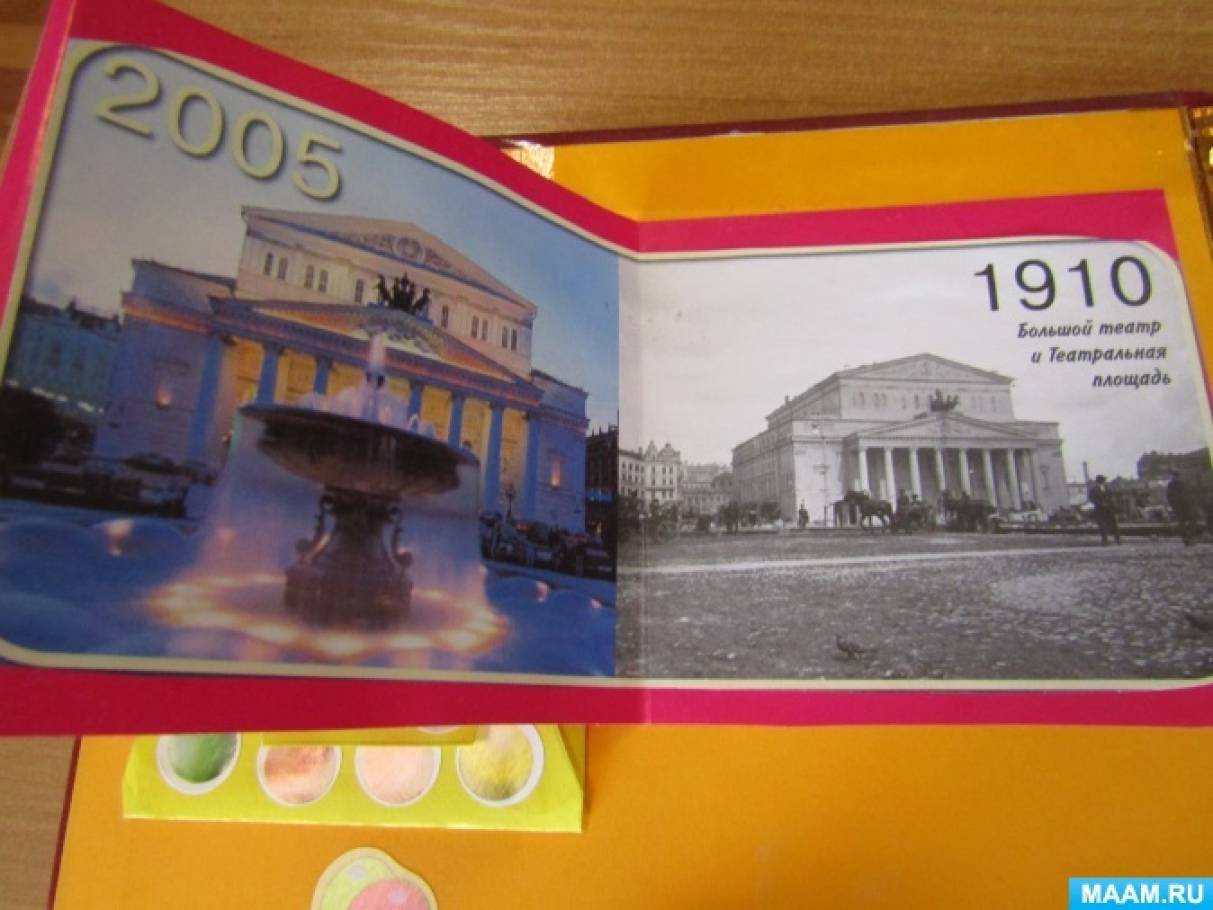 2005
1910
Большой театр
и Театральная
площадь
MAAM.RU